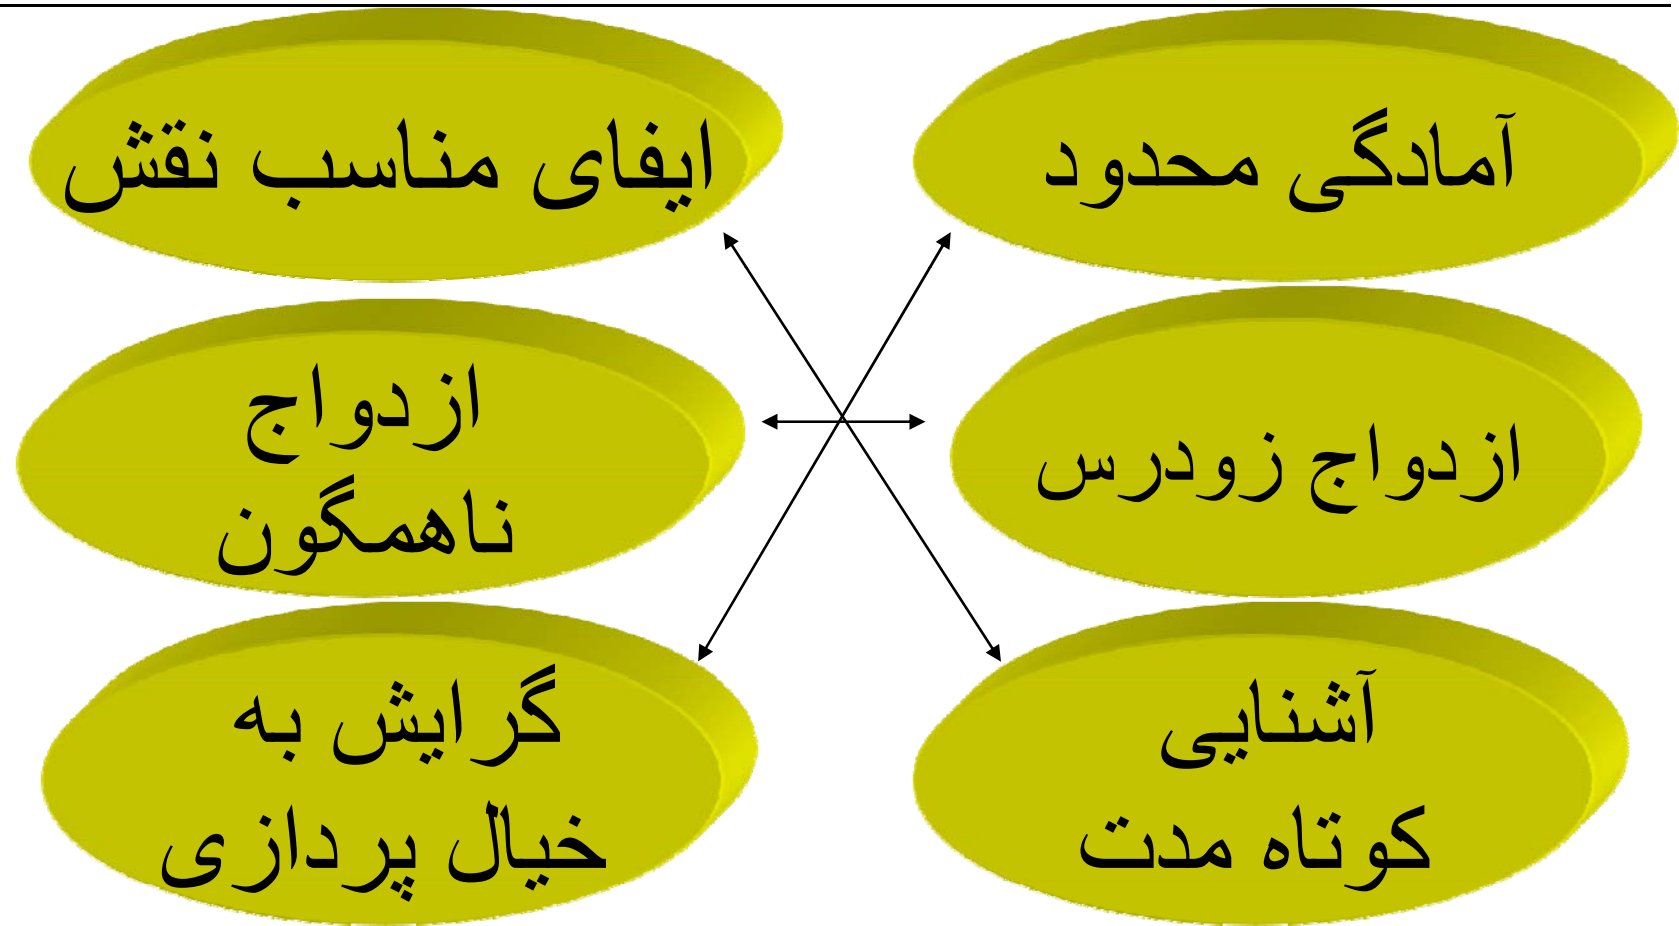 آمادگی محدود
ایفای مناسب نقش
ازدواج زودرس
ازدواج
ناهمگون
آشنایی
کوتاه مدت
گرایش به
خیال پردازی